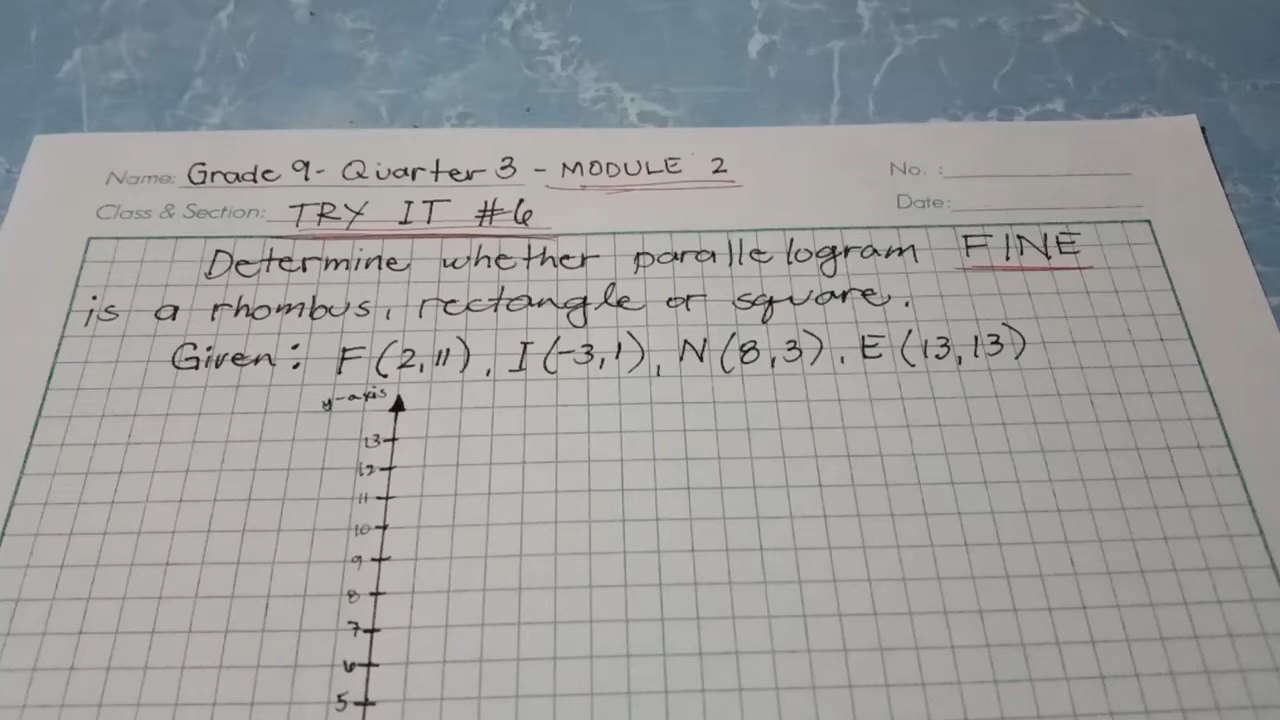 Name: Grade 9- Quarter 3 - MODULE 2 No. :
Class & Section: TRY IT #6 Date:
Determine whether parallelogram FINE
is a rhombus, rectangle or square.
Given: F(2,11), I(-3,1), N(8,3), E(13,13)
y-axis
13
12
11
10
9
8
7
6
5